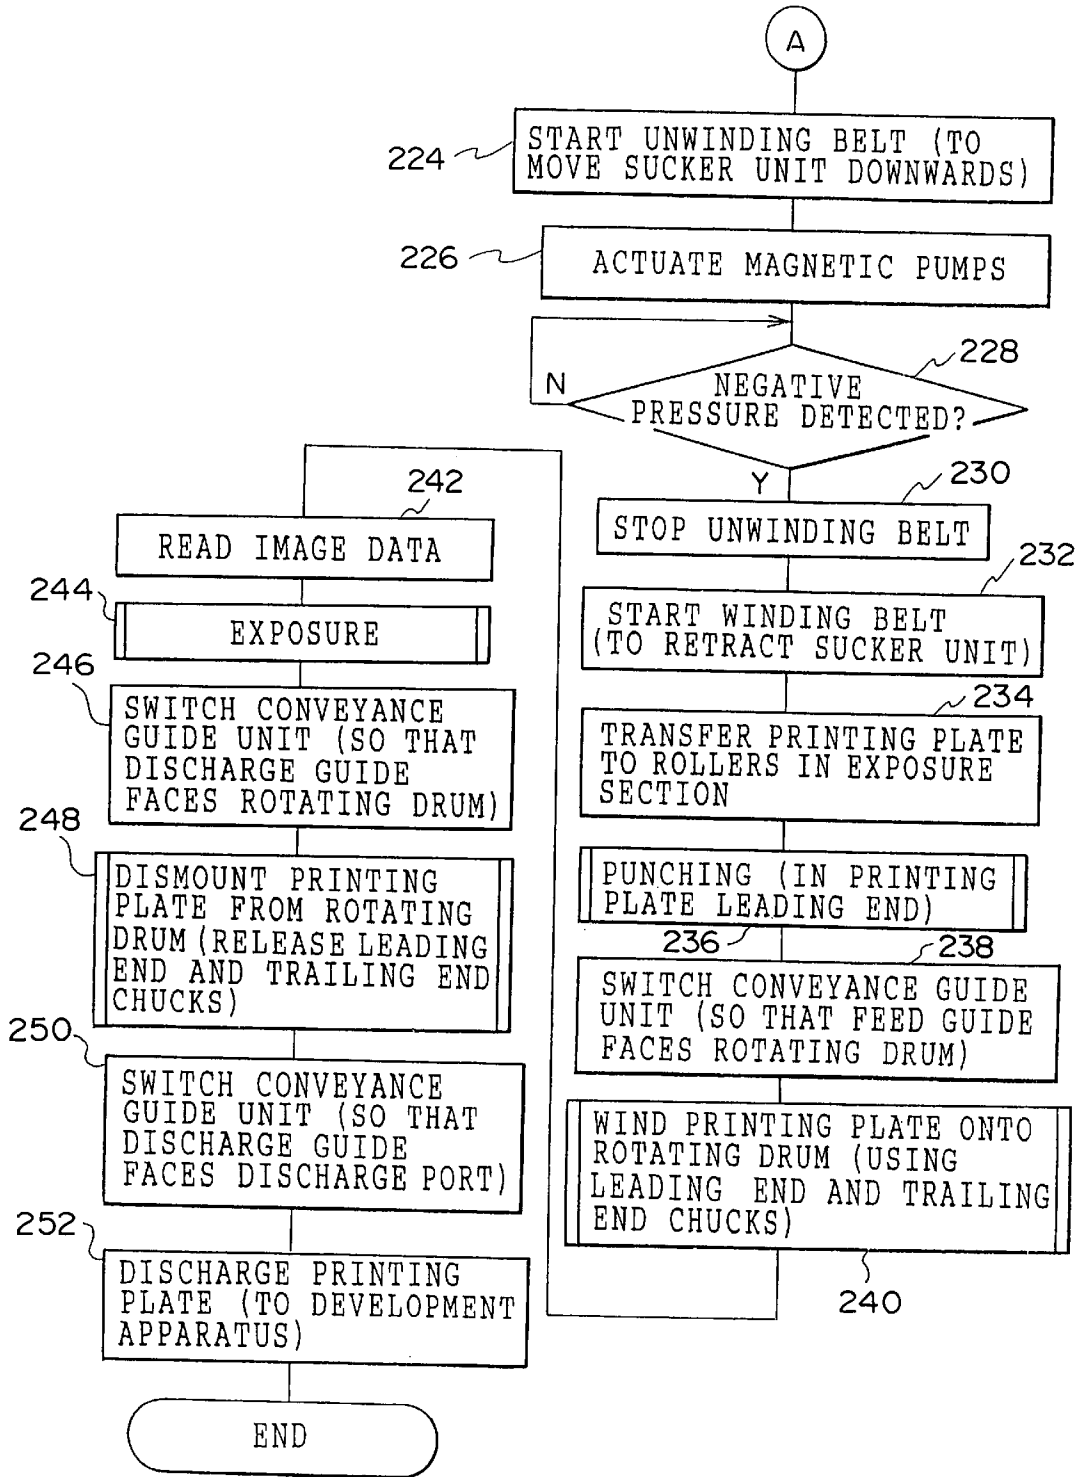 A
224
START UNWINDING BELT (TO
MOVE SUCKER UNIT DOWNWARDS)
226
ACTUATE MAGNETIC PUMPS
228
N
NEGATIVE
PRESSURE DETECTED?
Y
230
STOP UNWINDING BELT
232
START WINDING BELT
(TO RETRACT SUCKER UNIT)
234
TRANSFER PRINTING PLATE
TO ROLLERS IN EXPOSURE
SECTION
PUNCHING (IN PRINTING
PLATE LEADING END)
236
238
SWITCH CONVEYANCE GUIDE
UNIT (SO THAT FEED GUIDE
FACES ROTATING DRUM)
WIND PRINTING PLATE ONTO
ROTATING DRUM (USING
LEADING END AND TRAILING
END CHUCKS)
240
242
READ IMAGE DATA
244
EXPOSURE
246
SWITCH CONVEYANCE
GUIDE UNIT (SO THAT
DISCHARGE GUIDE
FACES ROTATING DRUM)
248
DISMOUNT PRINTING
PLATE FROM ROTATING
DRUM (RELEASE LEADING
END AND TRAILING END
CHUCKS)
250
SWITCH CONVEYANCE
GUIDE UNIT (SO THAT
DISCHARGE GUIDE
FACES DISCHARGE PORT)
252
DISCHARGE PRINTING
PLATE (TO DEVELOPMENT
APPARATUS)
END